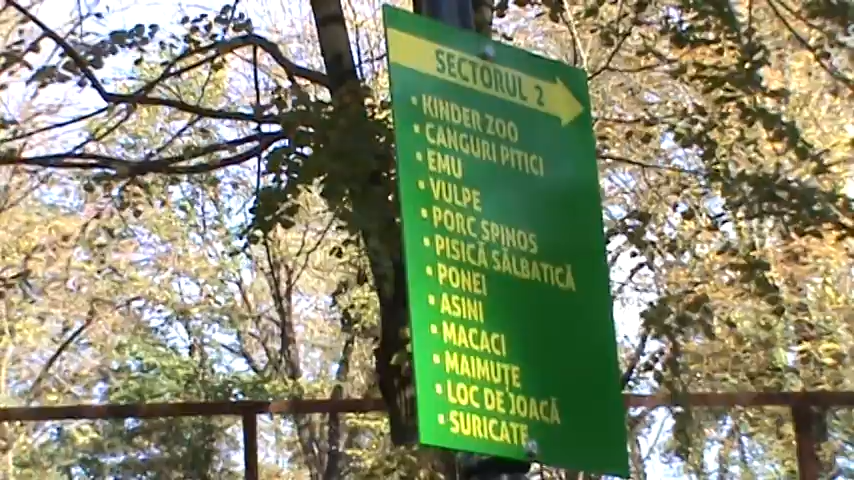 SECTORUL 2
• KINDER ZOO
• CANGURI PITICI
• EMU
• VULPE
• PORC SPINOS
• PISICĂ SĂLBATICĂ
• PONEI
• ASINI
• MACACI
• MAIMUȚE
• LOC DE JOACĂ
• SURICATE